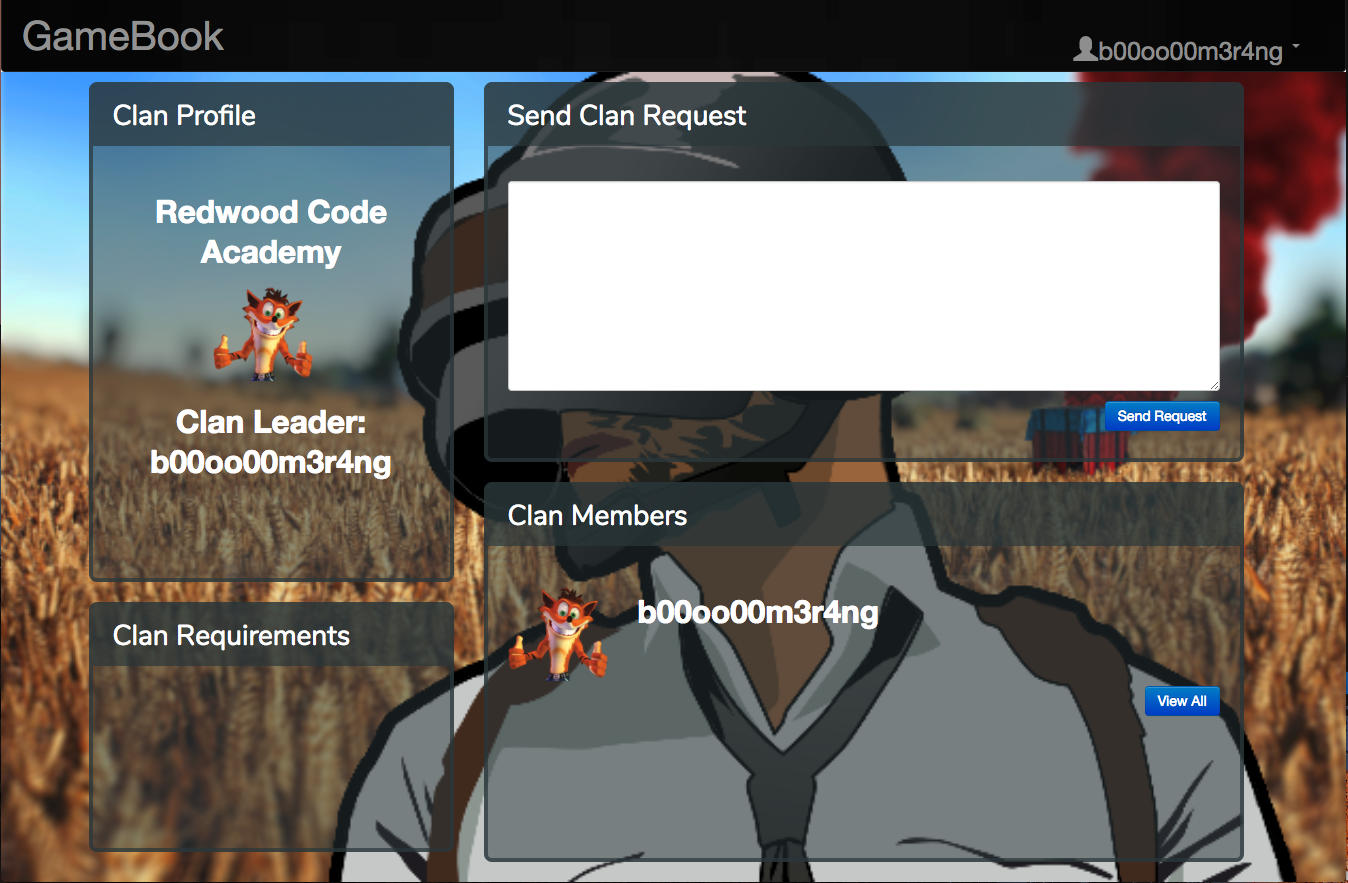 GameBook
b00oo00m3r4ng
Clan Profile
Redwood Code
Academy
Clan Leader:
b00oo00m3r4ng
Clan Requirements
Send Clan Request
Send Request
Clan Members
b00oo00m3r4ng
View All